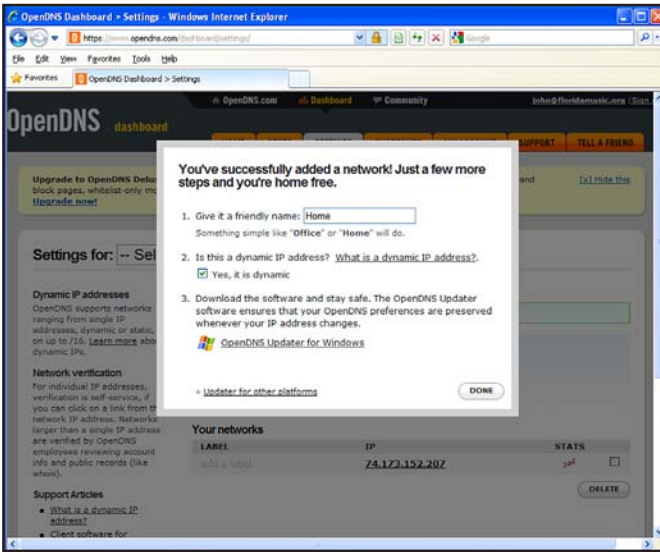 OpenDNS Dashboard > Settings - Windows Internet Explorer
https://www.opendns.com/dashboard/settings/
Google
File Edit View Favorites Tools Help
Favorites OpenDNS Dashboard > Settings
OpenDNS.com Dashboard Community john@floridamusic.org (Sign
OpenDNS dashboard
SUPPORT TELL A FRIEND
Upgrade to OpenDNS Delu and [x] Hide this
block pages, whitelist-only mo
Upgrade now!
You've successfully added a network! Just a few more
steps and you're home free.
1. Give it a friendly name: Home
Something simple like "Office" or "Home" will do.
2. Is this a dynamic IP address? What is a dynamic IP address?.
Yes, it is dynamic
3. Download the software and stay safe. The OpenDNS Updater
software ensures that your OpenDNS preferences are preserved
whenever your IP address changes.
OpenDNS Updater for Windows
» Updater for other platforms
DONE
Settings for: -- Sel
Dynamic IP addresses
OpenDNS supports networks
ranging from single IP
addresses, dynamic or static,
on up to /16. Learn more abou
dynamic IPs.
Network verification
For individual IP addresses,
verification is self-service, if
you can click on a link from th
network IP address. Networks
larger than a single IP address
are verified by OpenDNS
employees reviewing account
info and public records (like
whois).
Support Articles
What is a dynamic IP
address?
Client software for
Your networks
LABEL IP STATS
add a label 74.173.152.207
DELETE